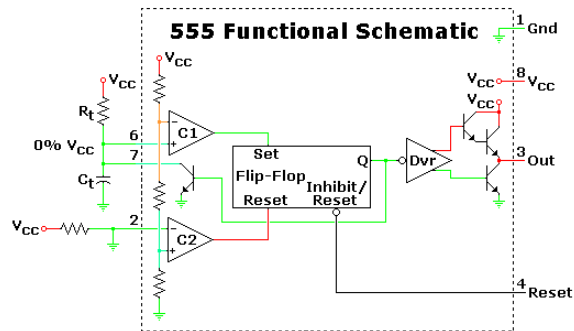 555 Functional Schematic
1 Gnd
VCC
VCC
8 VCC
VCC
Rt
6
- C1
+
0% VCC
7
Set
Q
Dvr
3 Out
Ct
Flip-Flop
Inhibit/
Reset
Reset
VCC
2
- C2
+
4
Reset